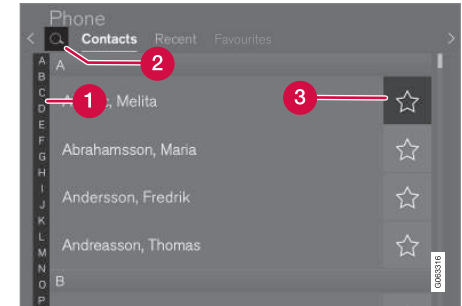 Phone
Contacts Recent Favourites
2
A
A
B
C
D
E
F
G
H
I
J
K
L
M
N
O
P
1
Melita
3
Abrahamsson, Maria
Andersson, Fredrik
Andreasson, Thomas
B
G063316